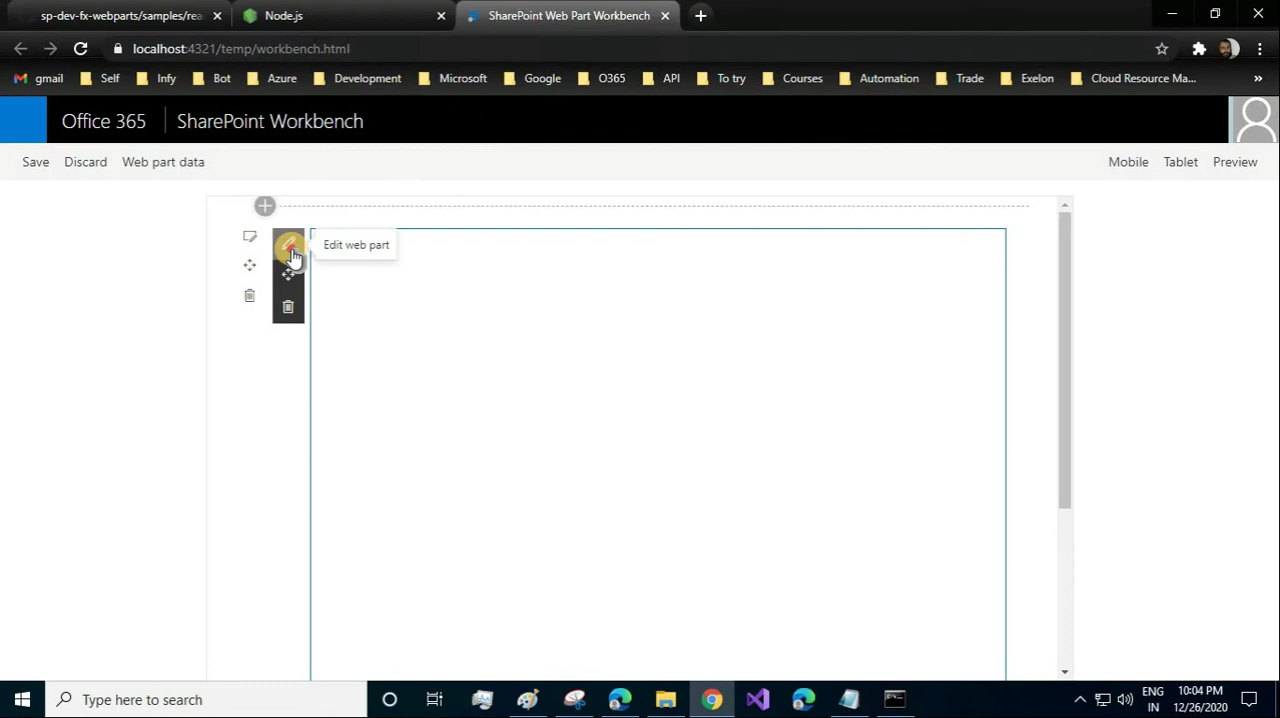 sp-dev-fx-webparts/samples/rea
Node.js
SharePoint Web Part Workbench
localhost:4321/temp/workbench.html
gmail
Self
Infy
Bot
Azure
Development
Microsoft
Google
O365
API
To try
Courses
Automation
Trade
Exelon
Cloud Resource Ma...
Office 365
SharePoint Workbench
Save
Discard
Web part data
Mobile
Tablet
Preview
Edit web part
Type here to search
ENG
IN
10:04 PM
12/26/2020